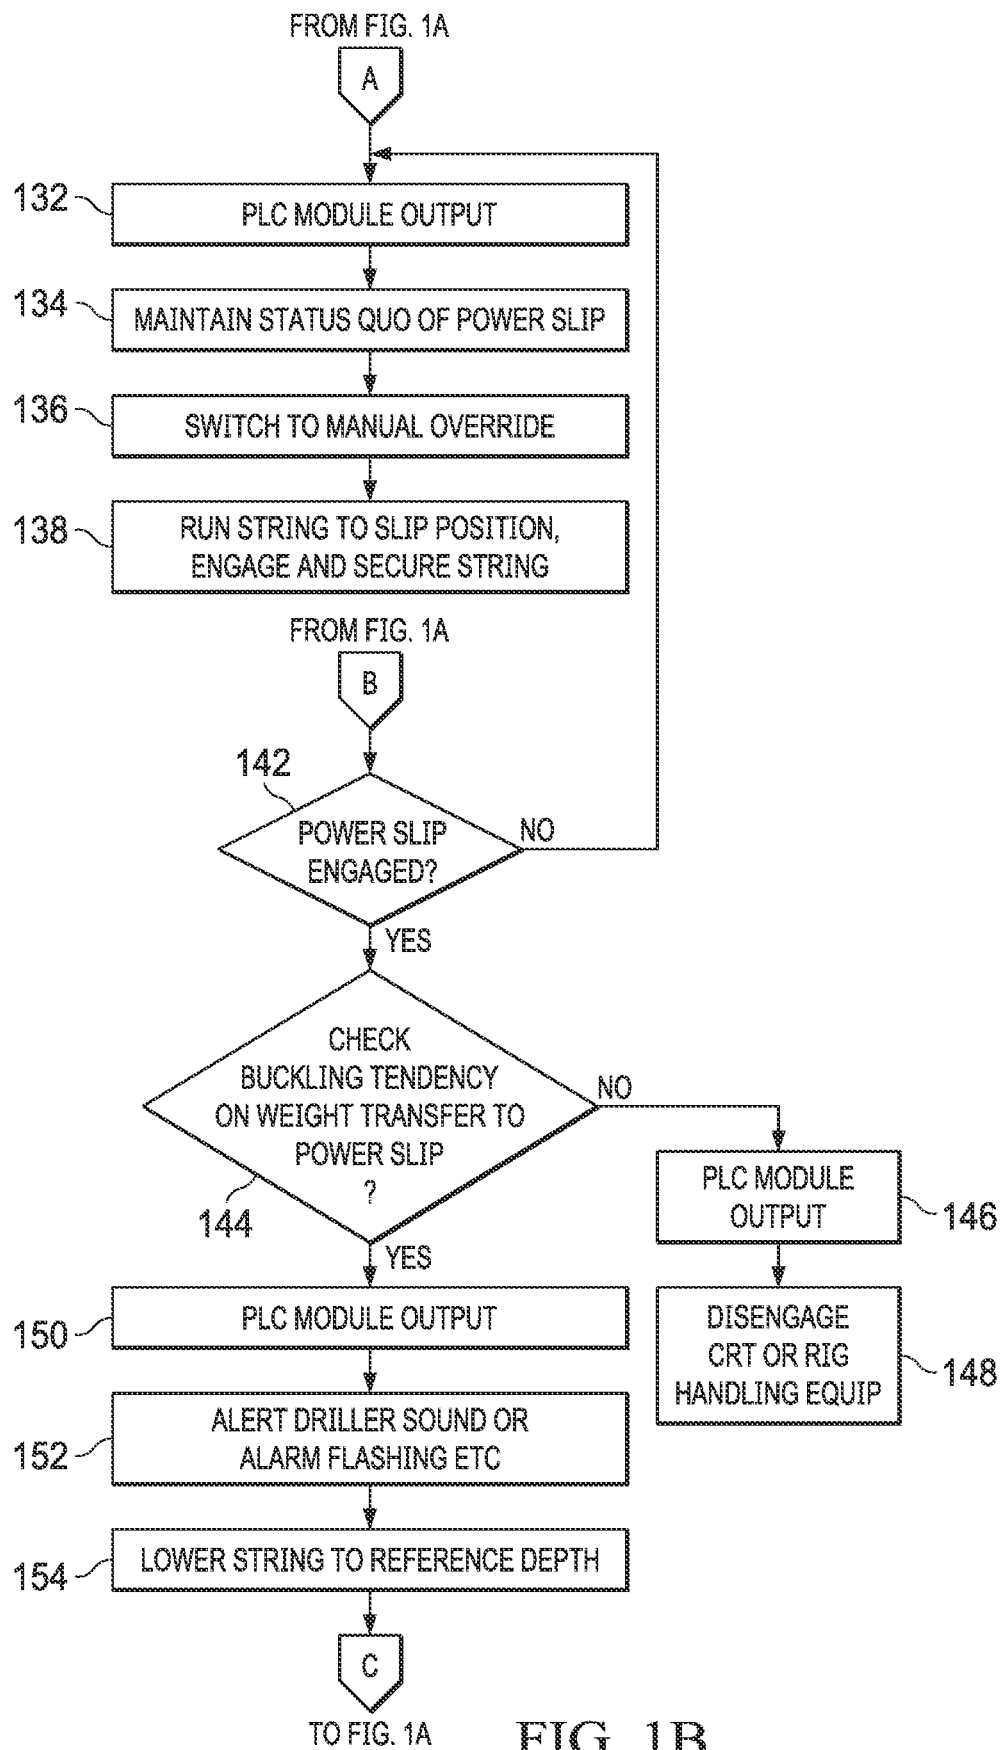 FROM FIG. 1A
A
132
PLC MODULE OUTPUT
134
MAINTAIN STATUS QUO OF POWER SLIP
136
SWITCH TO MANUAL OVERRIDE
138
RUN STRING TO SLIP POSITION,
ENGAGE AND SECURE STRING
FROM FIG. 1A
B
142
POWER SLIP
ENGAGED?
NO
YES
CHECK
BUCKLING TENDENCY
ON WEIGHT TRANSFER TO
POWER SLIP
?
144
NO
YES
PLC MODULE
OUTPUT
146
DISENGAGE
CRT OR RIG
HANDLING EQUIP
148
150
PLC MODULE OUTPUT
152
ALERT DRILLER SOUND OR
ALARM FLASHING ETC
154
LOWER STRING TO REFERENCE DEPTH
C
TO FIG. 1A
FIG. 1B